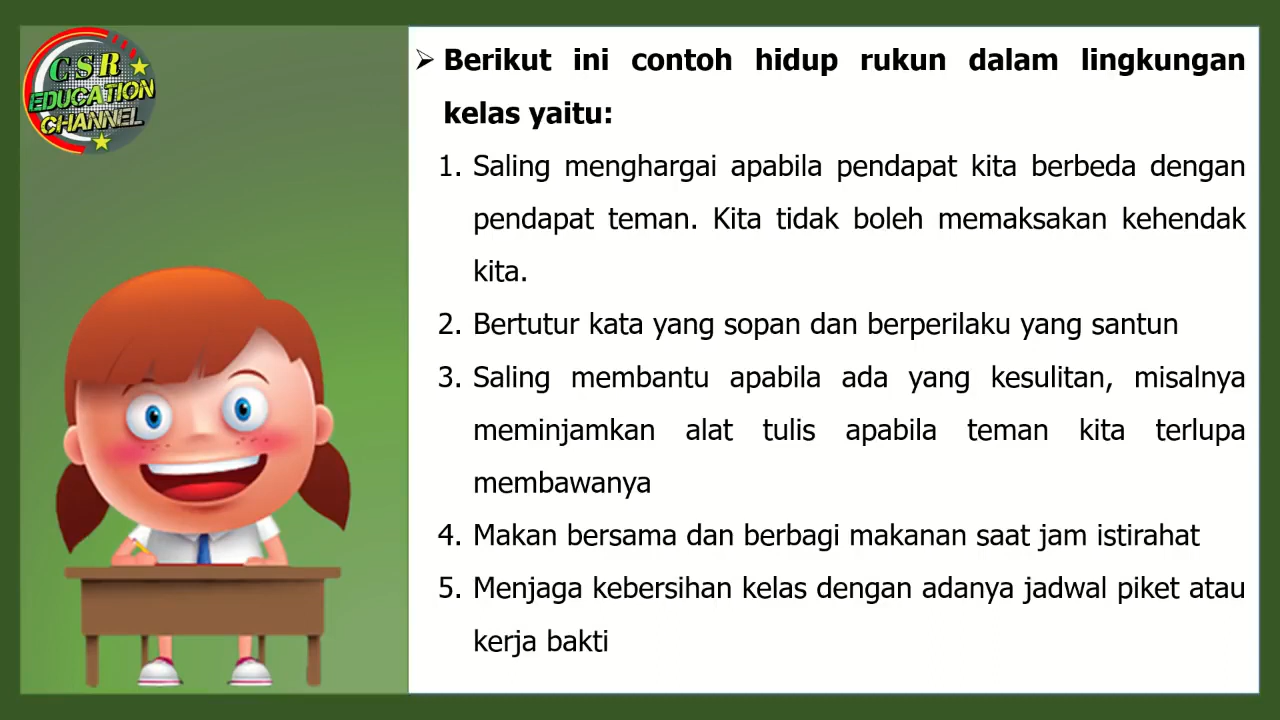 CSR
EDUCATION
CHANNEL
➢ Berikut ini contoh hidup rukun dalam lingkungan
kelas yaitu:
1. Saling menghargai apabila pendapat kita berbeda dengan
pendapat teman. Kita tidak boleh memaksakan kehendak
kita.
2. Bertutur kata yang sopan dan berperilaku yang santun
3. Saling membantu apabila ada yang kesulitan, misalnya
meminjamkan alat tulis apabila teman kita terlupa
membawanya
4. Makan bersama dan berbagi makanan saat jam istirahat
5. Menjaga kebersihan kelas dengan adanya jadwal piket atau
kerja bakti